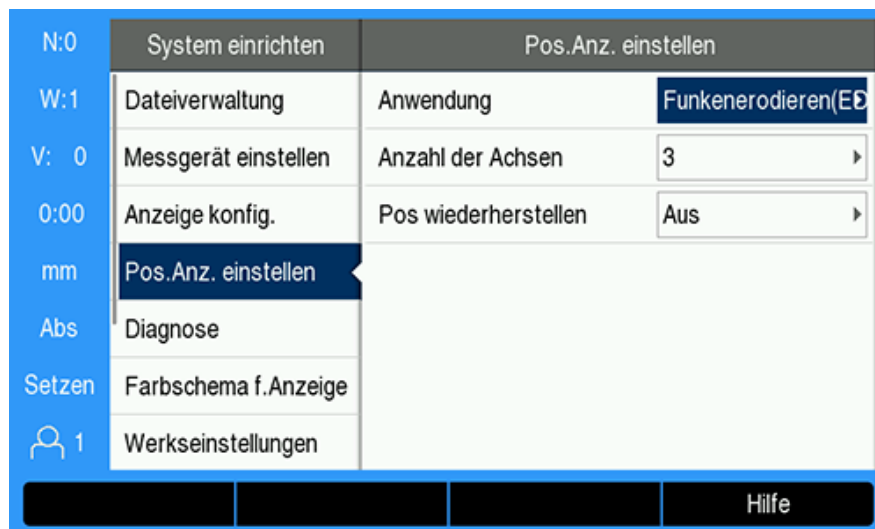 N:0
System einrichten
Pos.Anz. einstellen
W:1
Dateiverwaltung
Anwendung
Funkenerodieren(ED
V: 0
Messgerät einstellen
Anzahl der Achsen
3
0:00
Anzeige konfig.
Pos wiederherstellen
Aus
mm
Pos.Anz. einstellen
Abs
Diagnose
Setzen
Farbschema f.Anzeige
1
Werkseinstellungen
Hilfe